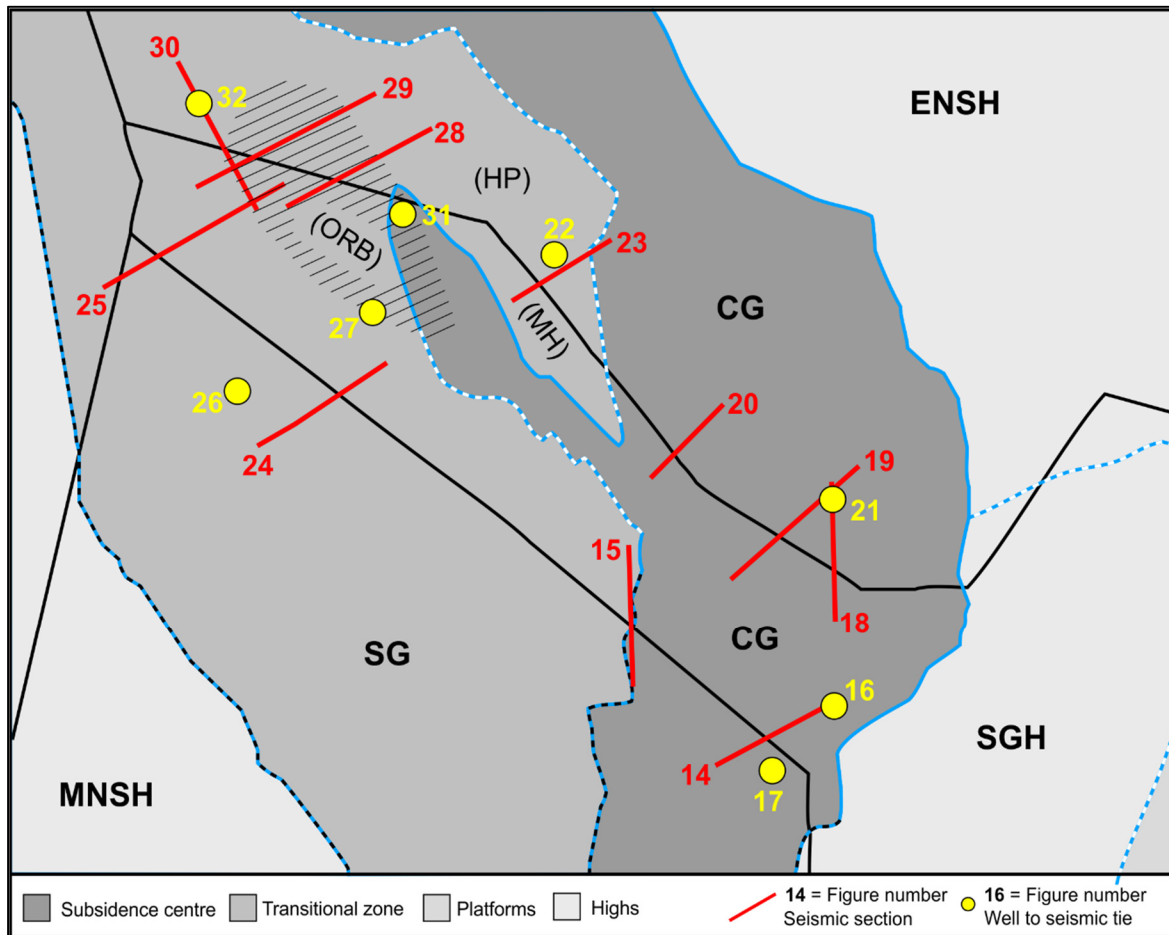 30
32
29
28
ENSH
(HP)
(ORB)
31
22
23
25
CG
27
(MH)
26
20
24
19
21
15
18
CG
SG
16
SGH
14
17
MNSH
Subsidence centre
Transitional zone
Platforms
Highs
14 = Figure number
Seismic section
16 = Figure number
Well to seismic tie